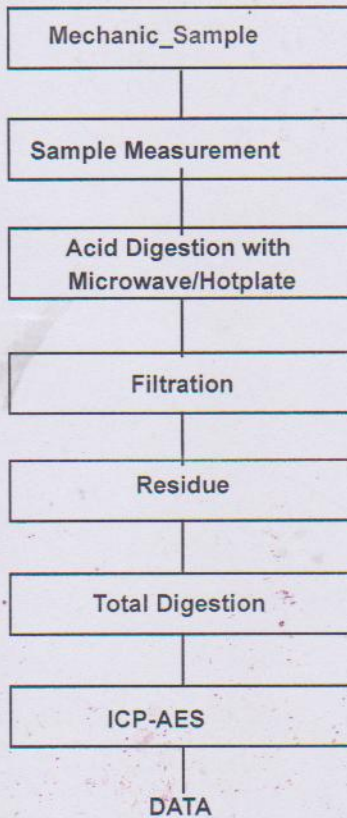 Mechanic_Sample
Sample Measurement
Acid Digestion with
Microwave/Hotplate
Filtration
Residue
Total Digestion
ICP-AES
DATA